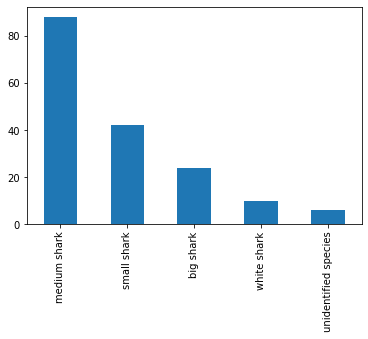 80
60
40
20
0
medium shark
small shark
big shark
white shark
unidentified species